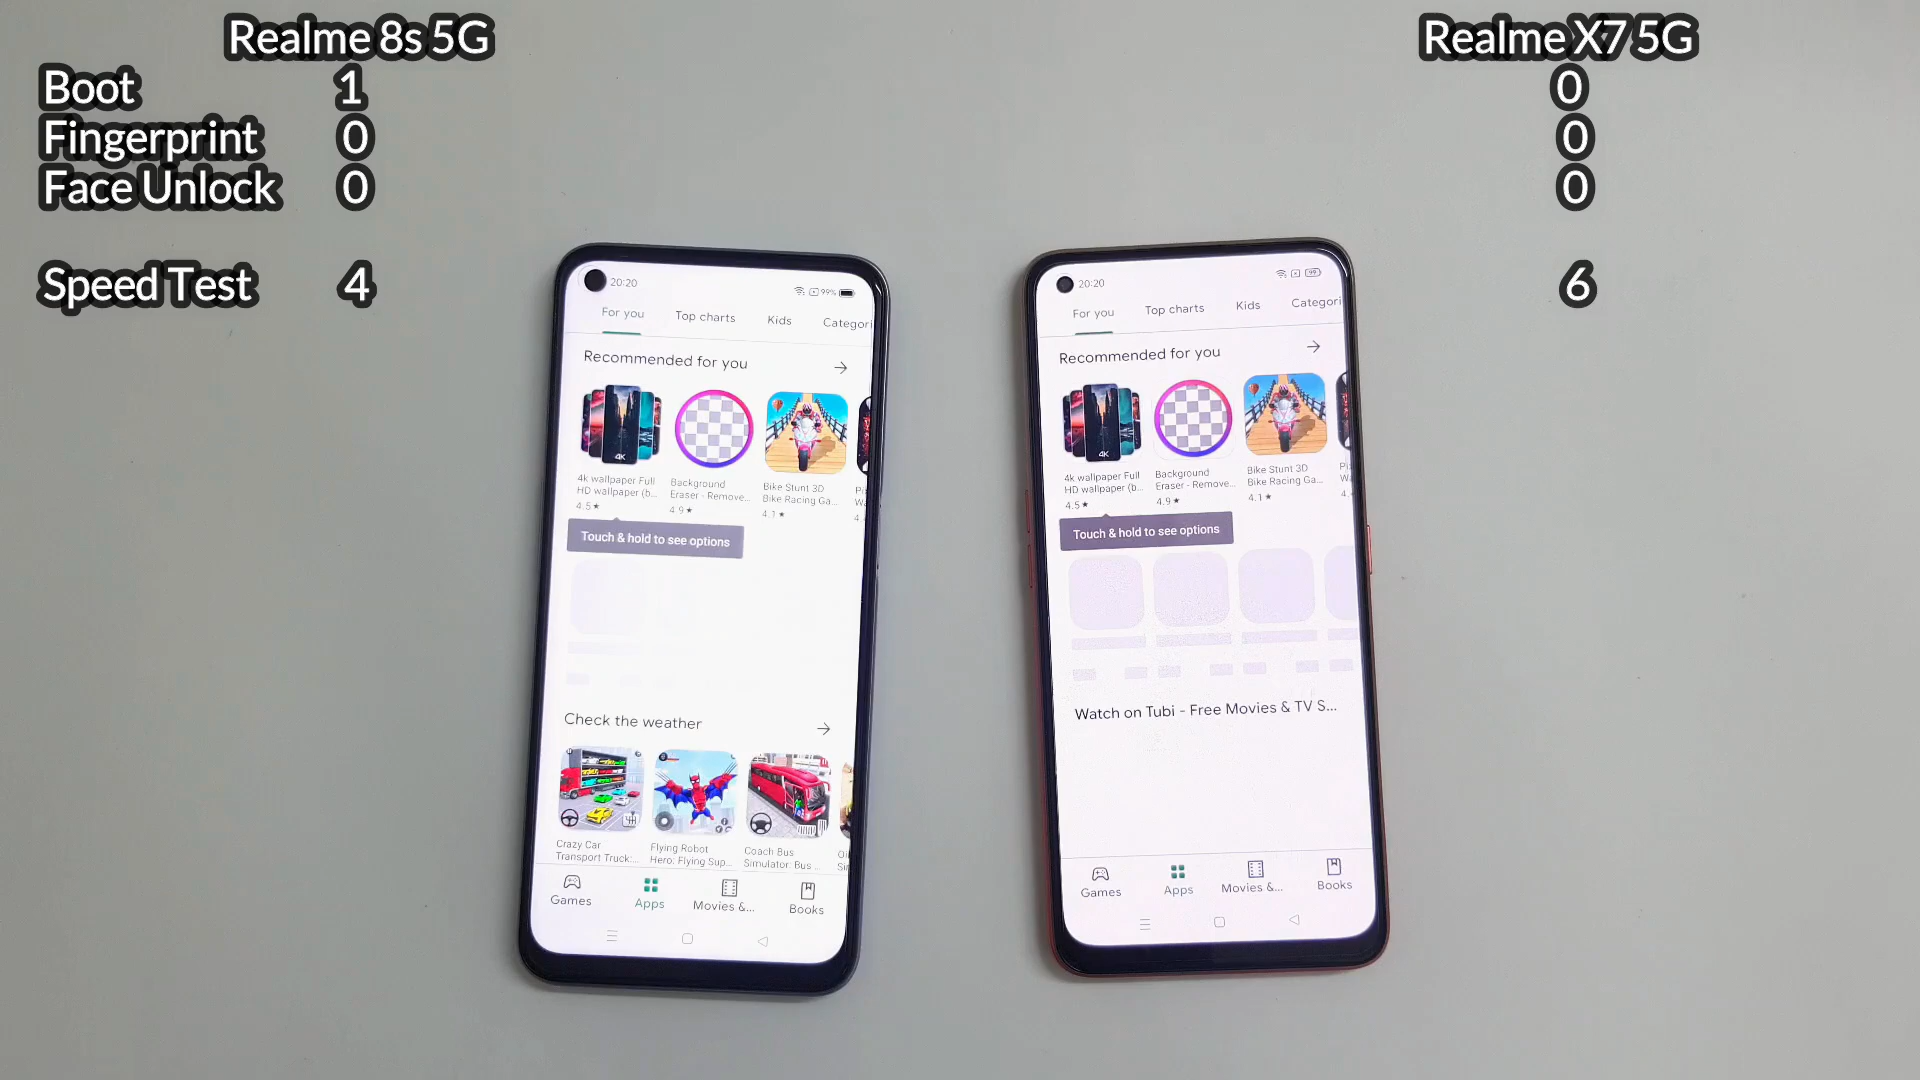 Realme 8s 5G
Realme X7 5G
Boot 1 0
Fingerprint 0 0
Face Unlock 0 0
Speed Test 4 6
20:20
99%
For you Top charts Kids Categori
Recommended for you
4K
4k wallpaper Full
HD wallpaper (b...
4.5★
Background
Eraser - Remove...
4.9★
Bike Stunt 3D
Bike Racing Ga...
4.1★
Touch & hold to see options
Check the weather
Crazy Car
Transport Truck:...
Flying Robot
Hero: Flying Sup...
Coach Bus
Simulator: Bus ...
Games Apps Movies &... Books
20:20
99
For you Top charts Kids Categori
Recommended for you
4K
4k wallpaper Full
HD wallpaper (b...
4.5★
Background
Eraser - Remove...
4.9★
Bike Stunt 3D
Bike Racing Ga...
4.1★
Touch & hold to see options
Watch on Tubi - Free Movies & TV S...
Games Apps Movies &... Books